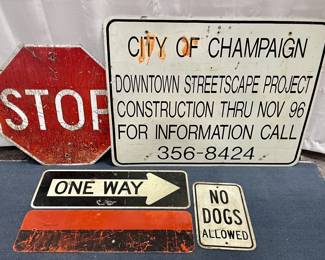 STOP
CITY OF CHAMPAIGN
DOWNTOWN STREETSCAPE PROJECT
CONSTRUCTION THRU NOV 96
FOR INFORMATION CALL
356-8424
ONE WAY
NO
DOGS
ALLOWED